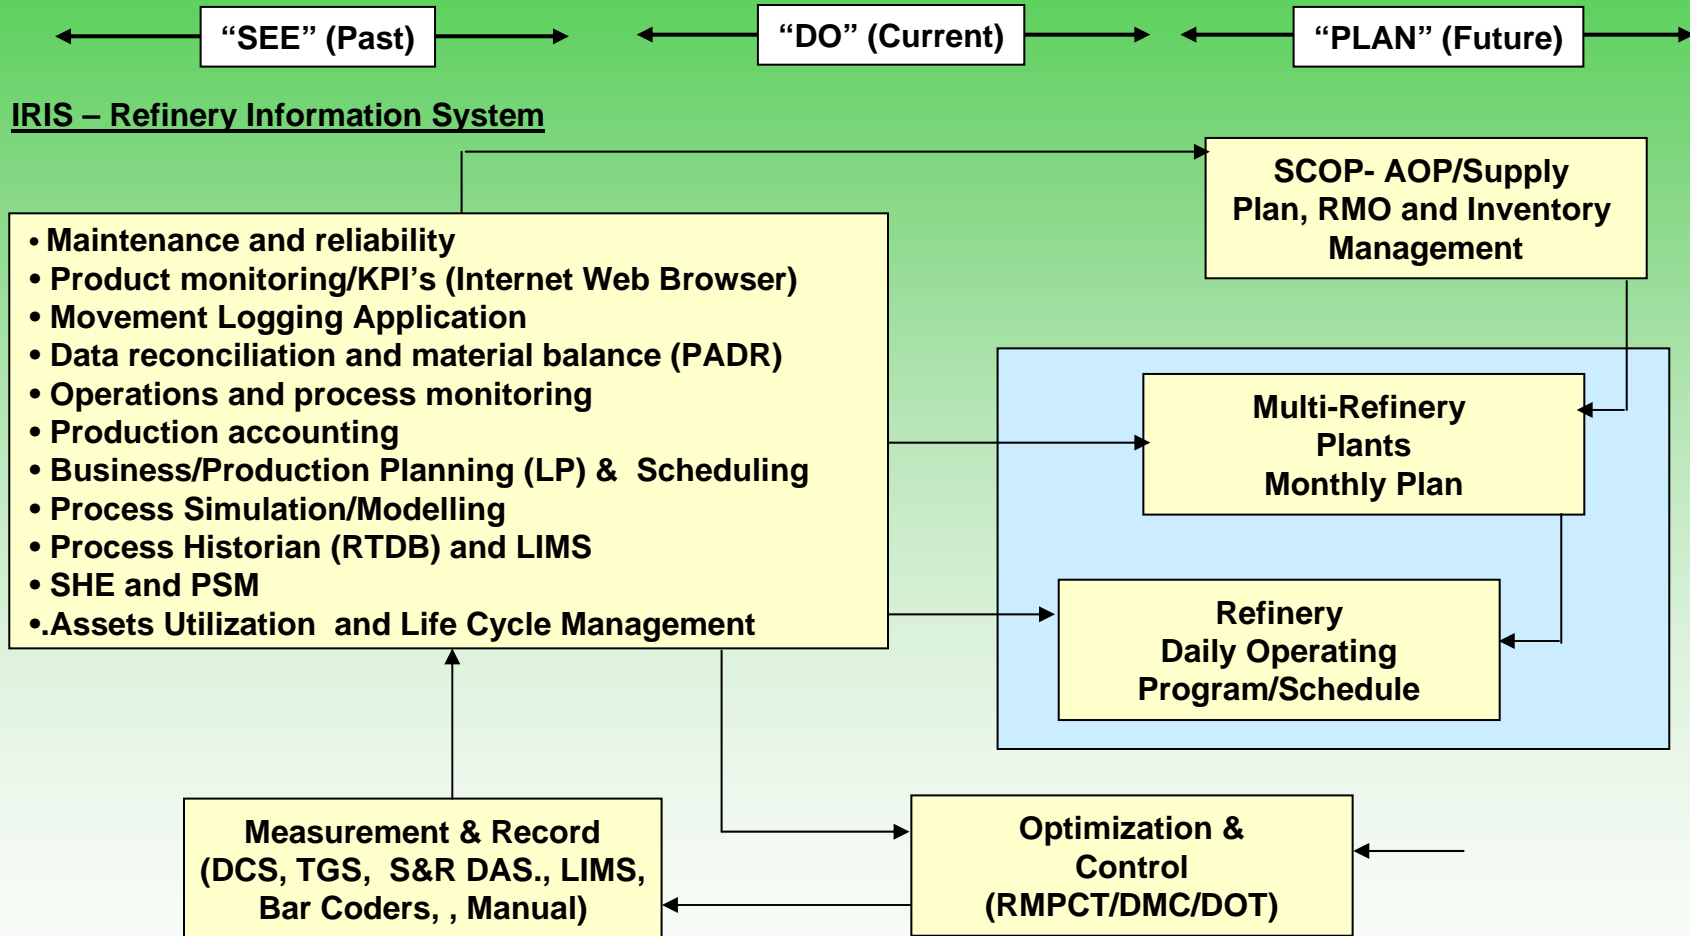 “SEE” (Past)
“DO” (Current)
“PLAN” (Future)
IRIS – Refinery Information System
SCOP- AOP/Supply
Plan, RMO and Inventory
Management
• Maintenance and reliability
• Product monitoring/KPI’s (Internet Web Browser)
• Movement Logging Application
• Data reconciliation and material balance (PADR)
• Operations and process monitoring
• Production accounting
• Business/Production Planning (LP) &  Scheduling
• Process Simulation/Modelling
• Process Historian (RTDB) and LIMS
• SHE and PSM
•.Assets Utilization  and Life Cycle Management
Multi-Refinery
Plants
Monthly Plan
Refinery
Daily Operating
Program/Schedule
Measurement & Record
(DCS, TGS,  S&R DAS., LIMS,
Bar Coders, , Manual)
Optimization &
Control
(RMPCT/DMC/DOT)